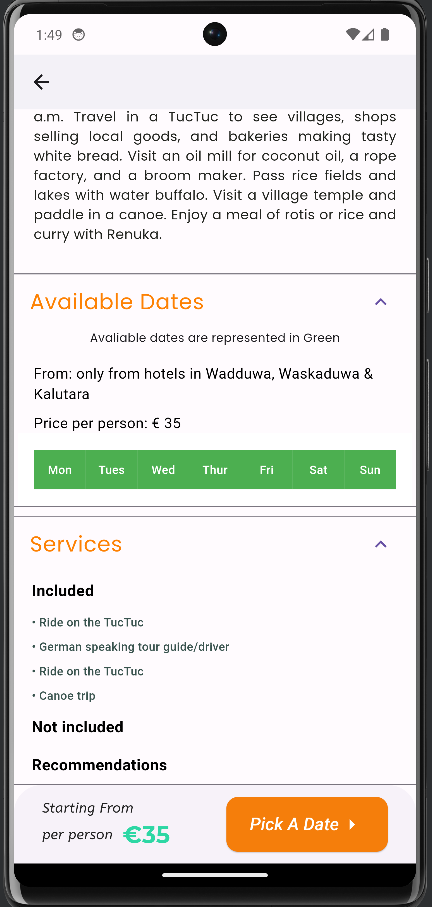 1:49
a.m. Travel in a TucTuc to see villages, shops
selling local goods, and bakeries making tasty
white bread. Visit an oil mill for coconut oil, a rope
factory, and a broom maker. Pass rice fields and
lakes with water buffalo. Visit a village temple and
paddle in a canoe. Enjoy a meal of rotis or rice and
curry with Renuka.
Available Dates
Avaliable dates are represented in Green
From: only from hotels in Wadduwa, Waskaduwa &
Kalutara
Price per person: € 35
Mon Tues Wed Thur Fri Sat Sun
Services
Included
• Ride on the TucTuc
• German speaking tour guide/driver
• Ride on the TucTuc
• Canoe trip
Not included
Recommendations
Starting From
per person €35
Pick A Date